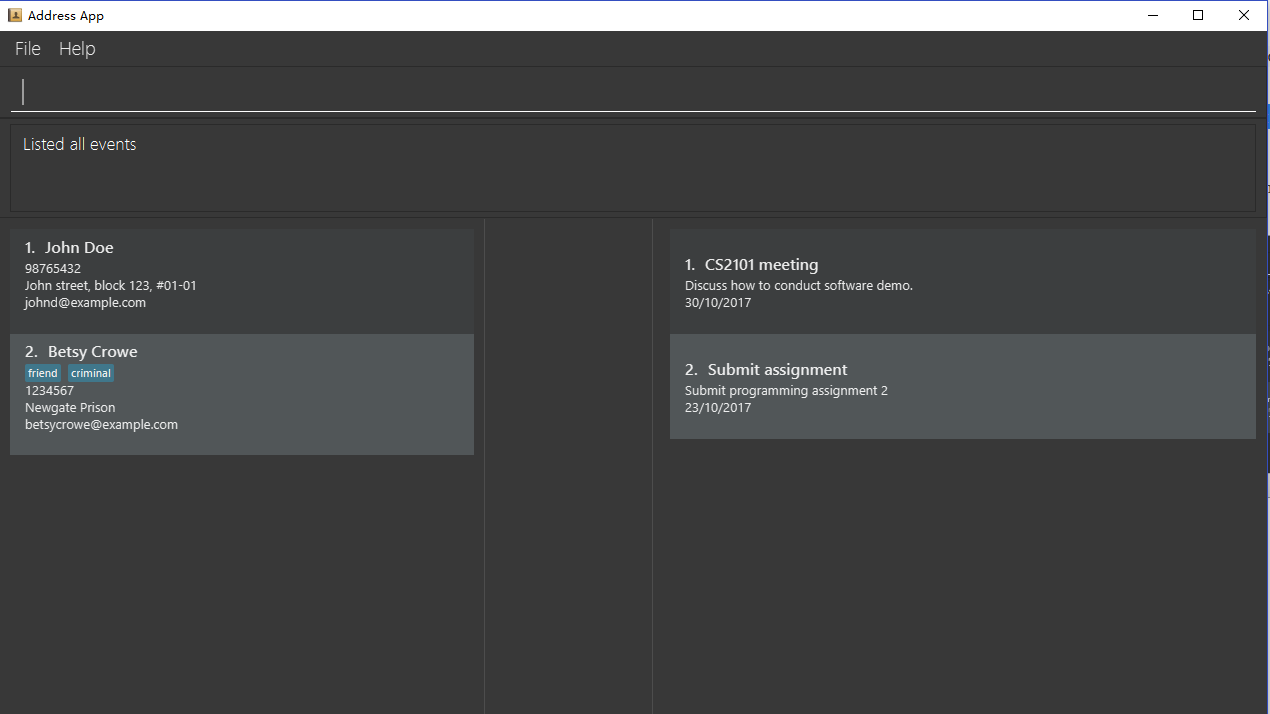 Address App
File Help
Listed all events
1. John Doe
98765432
John street, block 123, #01-01
johnd@example.com
2. Betsy Crowe
friend criminal
1234567
Newgate Prison
betsycrowe@example.com
1. CS2101 meeting
Discuss how to conduct software demo.
30/10/2017
2. Submit assignment
Submit programming assignment 2
23/10/2017